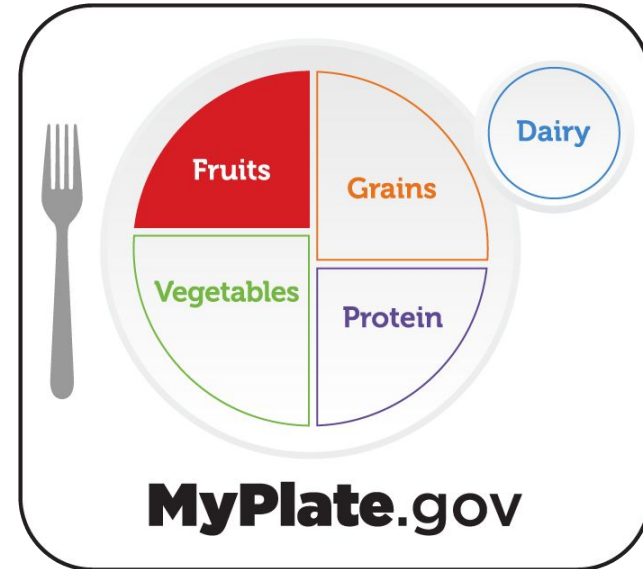 Fruits
Grains
Dairy
Vegetables
Protein
MyPlate.gov